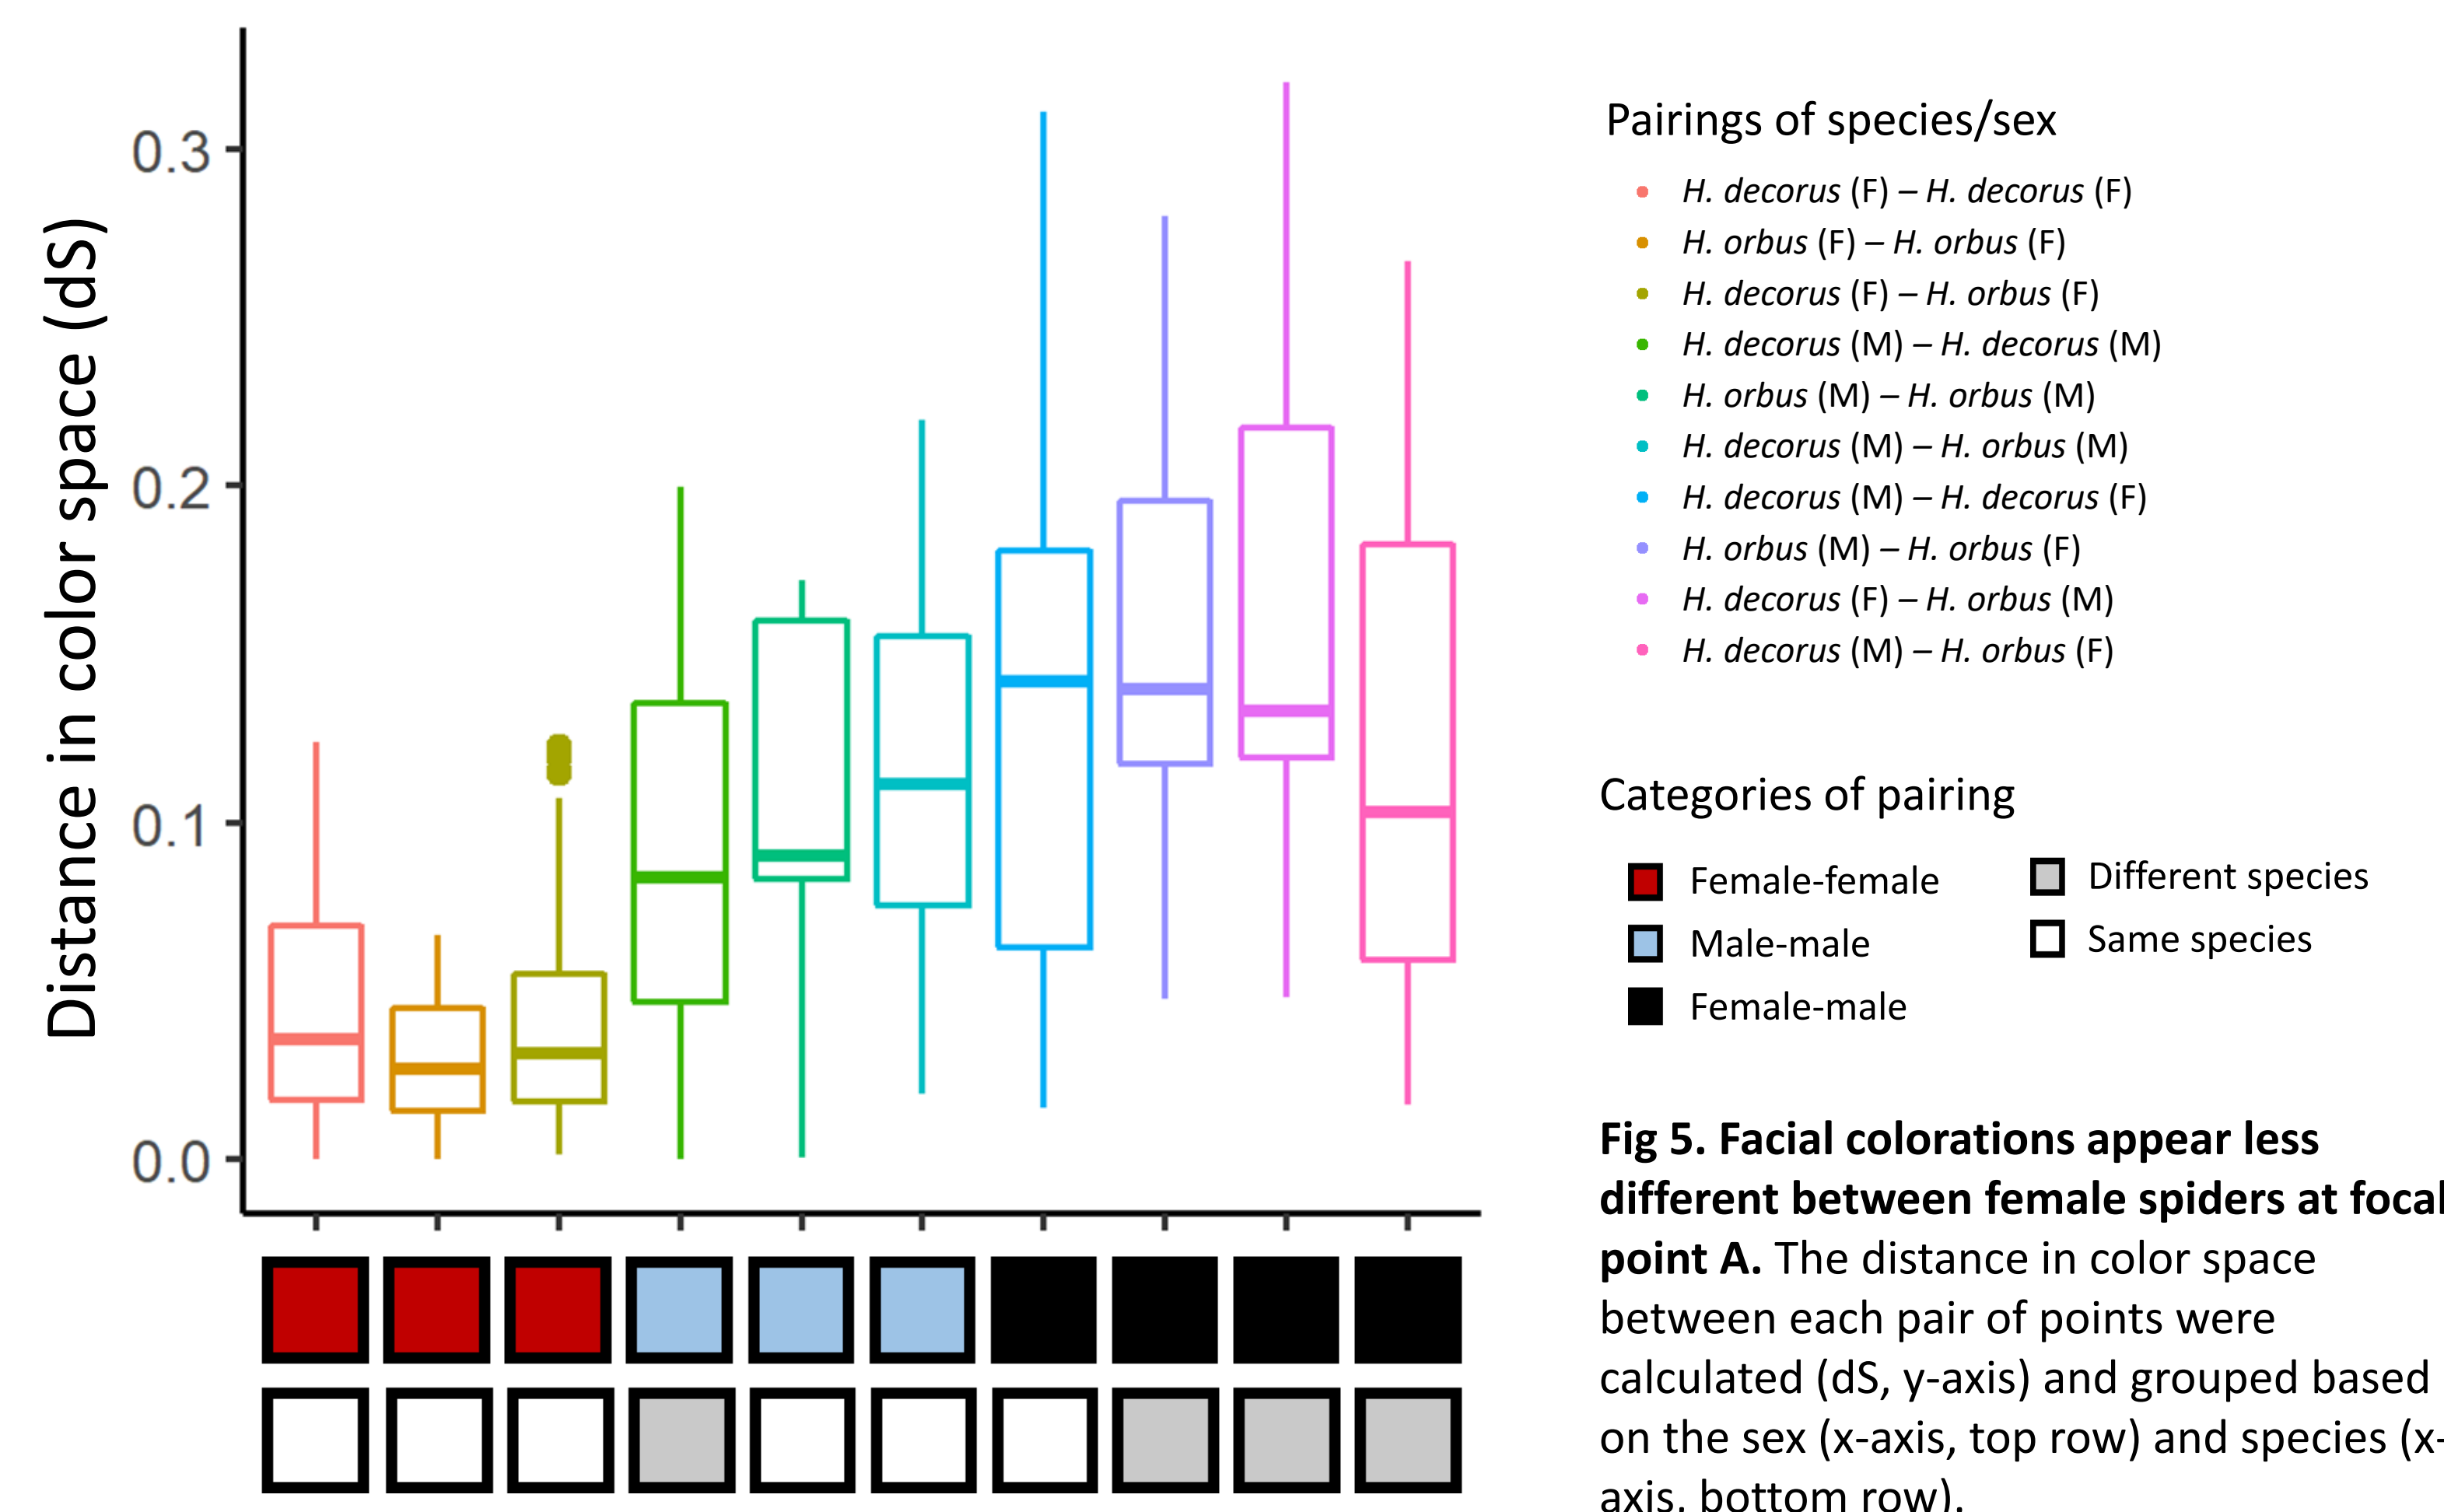 Distance in color space (dS)
0.3
0.2
0.1
0.0
Pairings of species/sex
H. decorus (F) – H. decorus (F)
H. orbus (F) – H. orbus (F)
H. decorus (F) – H. orbus (F)
H. decorus (M) – H. decorus (M)
H. orbus (M) – H. orbus (M)
H. decorus (M) – H. orbus (M)
H. decorus (M) – H. decorus (F)
H. orbus (M) – H. orbus (F)
H. decorus (F) – H. orbus (M)
H. decorus (M) – H. orbus (F)
Categories of pairing
Female-female
Male-male
Female-male
Different species
Same species
Fig 5. Facial colorations appear less
different between female spiders at focal
point A. The distance in color space
between each pair of points were
calculated (dS, y-axis) and grouped based
on the sex (x-axis, top row) and species (x-
axis, bottom row).